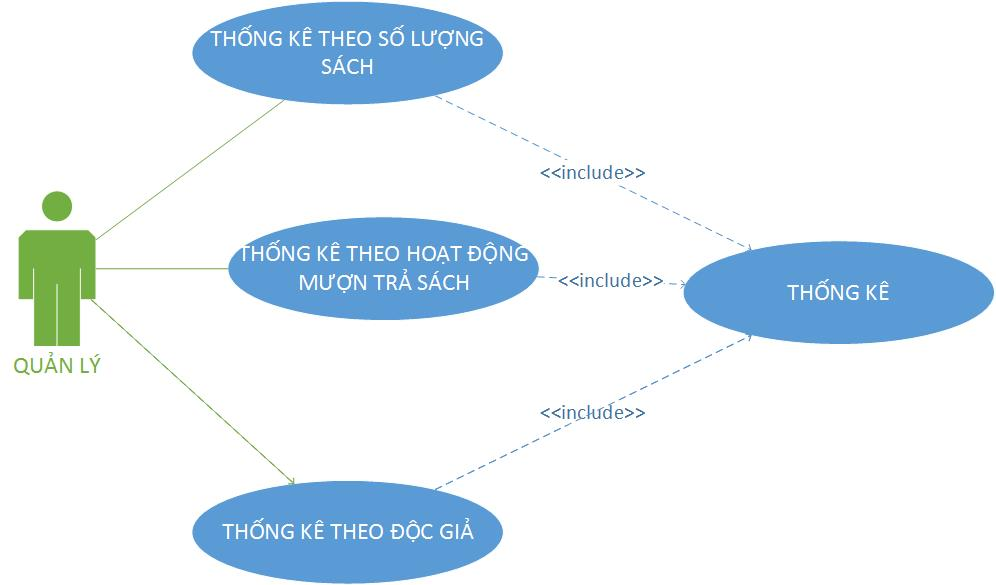 THỐNG KÊ THEO SỐ LƯỢNG
SÁCH
<<include>>
THỐNG KÊ THEO HOẠT ĐỘNG
MƯỢN TRẢ SÁCH
<<include>>
THỐNG KÊ
QUẢN LÝ
<<include>>
THỐNG KÊ THEO ĐỘC GIẢ